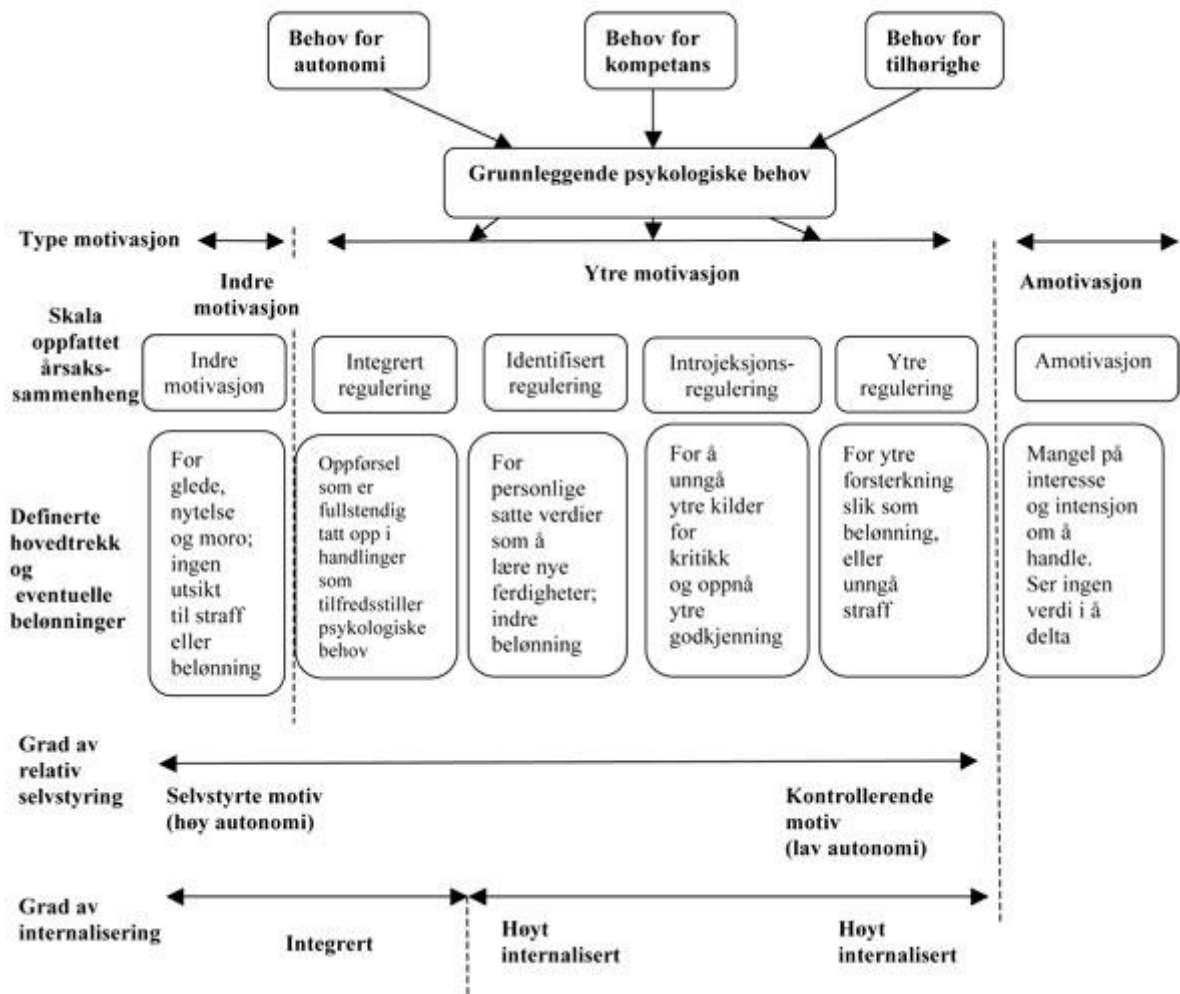 Behov for
autonomi
Behov for
kompetans
Behov for
tilhørighe
Grunnleggende psykologiske behov
Type motivasjon
Indre
motivasjon
Ytre motivasjon
Amotivasjon
Skala
oppfattet
årsaks-
sammenheng
Indre
motivasjon
Integrert
regulering
Identifisert
regulering
Introjeksjons-
regulering
Ytre
regulering
Amotivasjon
Definerte
hovedtrekk
og
eventuelle
belønninger
For
glede,
nytelse
og moro;
ingen
utsikt
til straff
eller
belønning
Oppførsel
som er
fullstendig
tatt opp i
handlinger
som
tilfredsstiller
psykologiske
behov
For
personlige
satte verdier
som å
lære nye
ferdigheter;
indre
belønning
For å
unngå
ytre kilder
for
kritikk
og oppnå
ytre
godkjenning
For ytre
forsterkning
slik som
belønning,
eller
unngå
straff
Mangel på
interesse
og intensjon
om å
handle.
Ser ingen
verdi i å
delta
Grad av
relativ
selvstyring
Selvstyrte motiv
(høy autonomi)
Kontrollerende
motiv
(lav autonomi)
Grad av
internalisering
Integrert
Høyt
internalisert
Høyt
internalisert